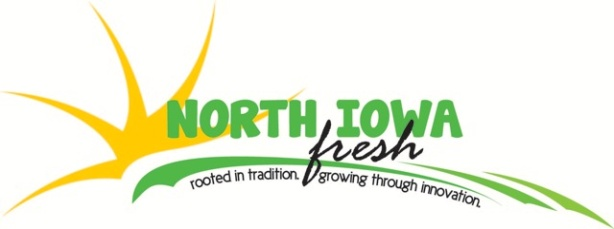 NORTH IOWA
fresh
rooted in tradition. growing through innovation.